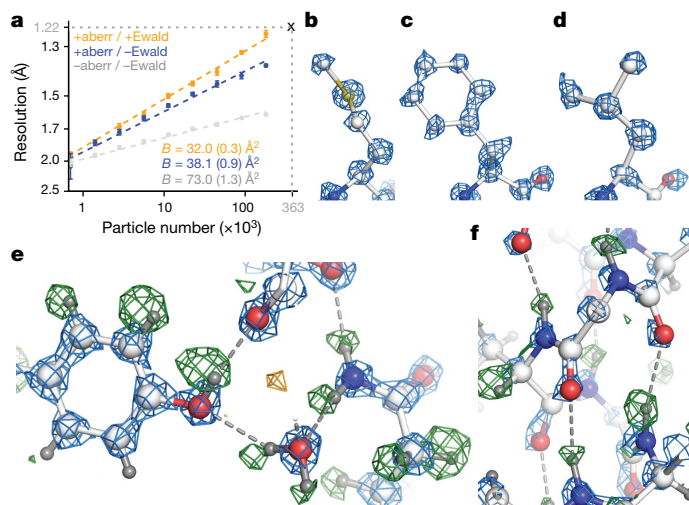 a
b
c
d
1.22
x
+aberr / +Ewald
+aberr / −Ewald
−aberr / −Ewald
1.3
1.5
1.7
2.0
2.5
Resolution (Å)
B = 32.0 (0.3) Å²
B = 38.1 (0.9) Å²
B = 73.0 (1.3) Å²
1
10
100
363
Particle number (×10³)
e
f